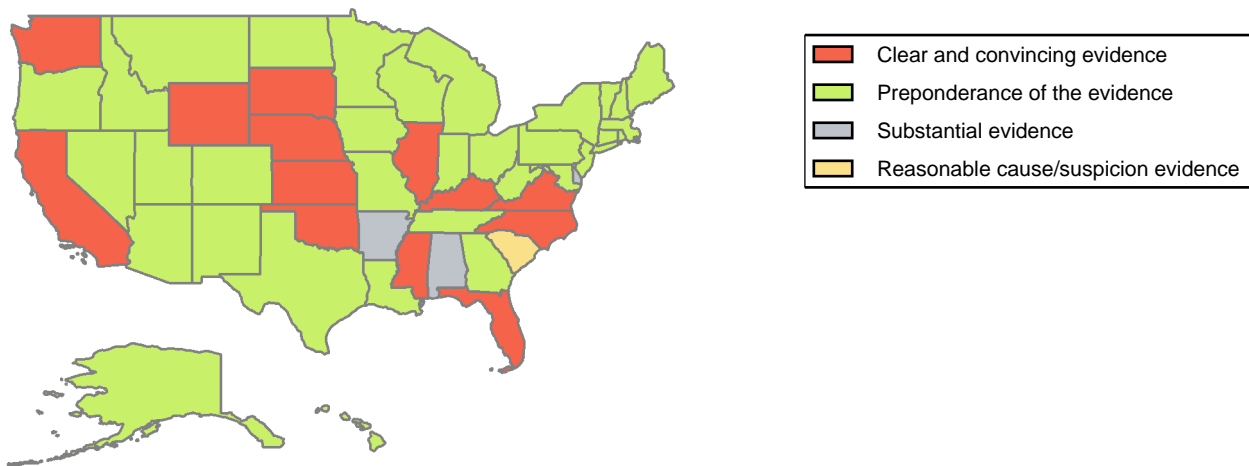 Clear and convincing evidence
Preponderance of the evidence
Substantial evidence
Reasonable cause/suspicion evidence